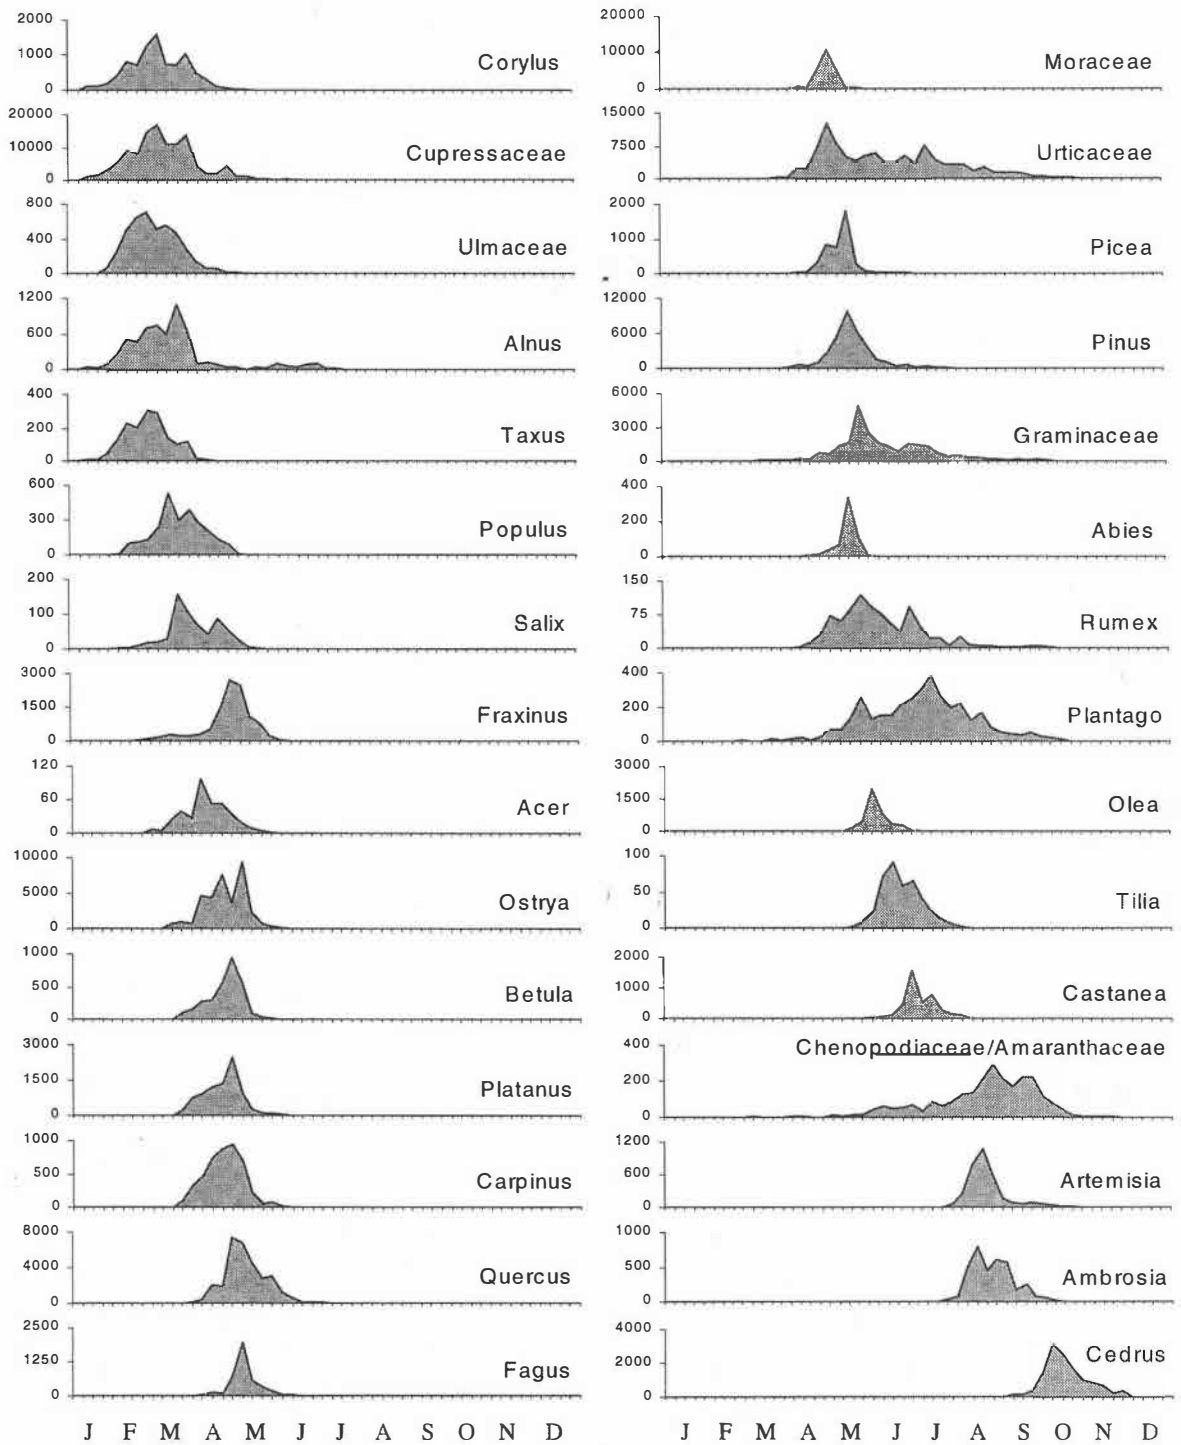 2000
1000
0
Corylus
20000
10000
0
Cupressaceae
800
400
0
Ulmaceae
1200
600
0
Alnus
400
200
0
Taxus
600
300
0
Populus
200
100
0
Salix
3000
1500
0
Fraxinus
120
60
0
Acer
10000
5000
0
Ostrya
1000
500
0
Betula
3000
1500
0
Platanus
1000
500
0
Carpinus
8000
4000
0
Quercus
2500
1250
0
Fagus
J F M A M J J A S O N D
20000
10000
0
Moraceae
15000
7500
0
Urticaceae
2000
1000
0
Picea
12000
6000
0
Pinus
6000
3000
0
Graminaceae
400
200
0
Abies
150
75
0
Rumex
400
200
0
Plantago
3000
1500
0
Olea
100
50
0
Tilia
2000
1000
0
Castanea
400
200
0
Chenopodiaceae/Amaranthaceae
1200
600
0
Artemisia
1000
500
0
Ambrosia
4000
2000
0
Cedrus
J F M A M J J A S O N D